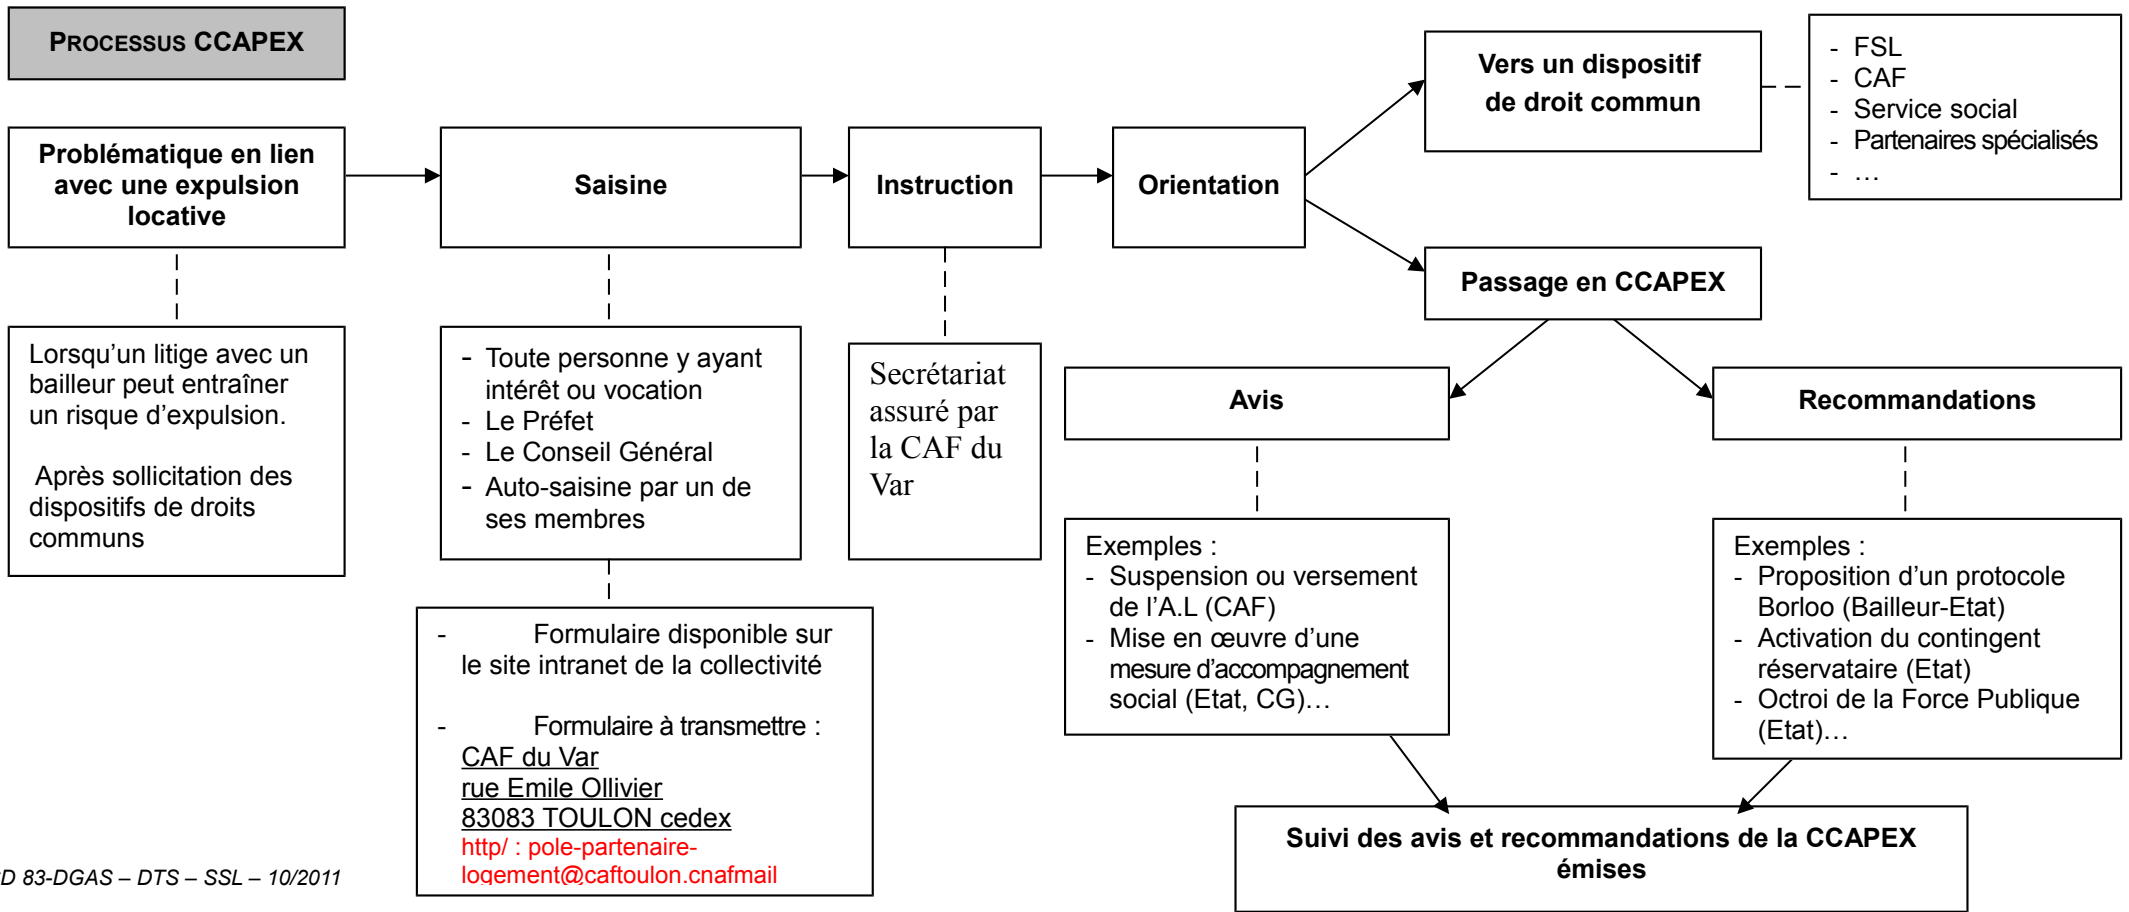 PROCESSUS CCAPEX
Problématique en lien
avec une expulsion
locative
Saisine
Instruction
Orientation
Vers un dispositif
de droit commun
- FSL
- CAF
- Service social
- Partenaires spécialisés
- …
Passage en CCAPEX
Lorsqu’un litige avec un
bailleur peut entraîner
un risque d’expulsion.
Après sollicitation des
dispositifs de droits
communs
- Toute personne y ayant
intérêt ou vocation
- Le Préfet
- Le Conseil Général
- Auto-saisine par un de
ses membres
Secrétariat
assuré par
la CAF du
Var
Avis
Recommandations
Exemples :
- Suspension ou versement
de l’A.L (CAF)
- Mise en œuvre d’une
mesure d’accompagnement
social (Etat, CG)…
Exemples :
- Proposition d’un protocole
Borloo (Bailleur-Etat)
- Activation du contingent
réservataire (Etat)
- Octroi de la Force Publique
(Etat)…
- Formulaire disponible sur
le site intranet de la collectivité
- Formulaire à transmettre :
CAF du Var
rue Emile Ollivier
83083 TOULON cedex
http/ : pole-partenaire-
logement@caftoulon.cnafmail
Suivi des avis et recommandations de la CCAPEX
émises
83-DGAS – DTS – SSL – 10/2011